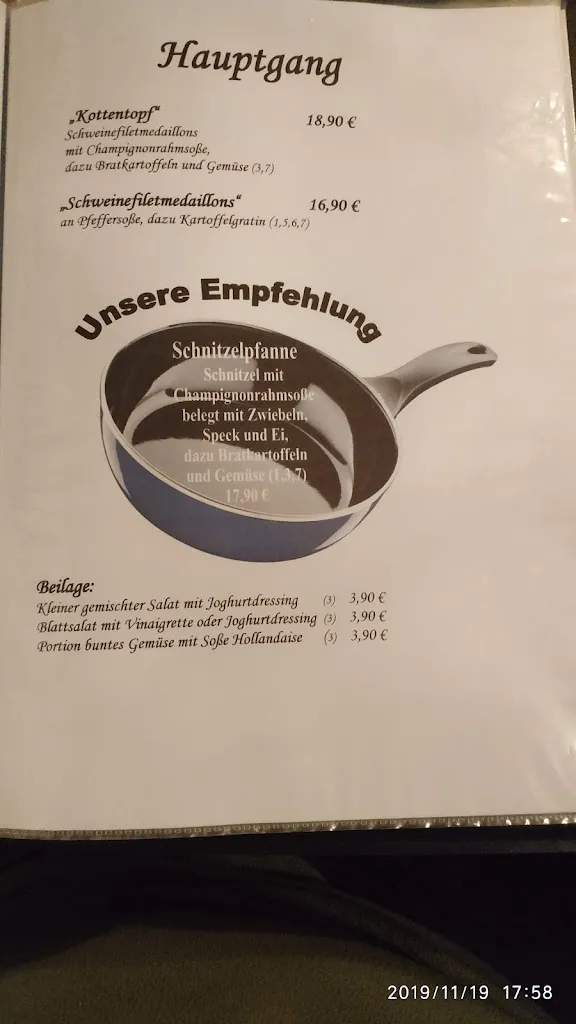 Hauptgang
„Kottentopf“ 18,90 €
Schweinefiletmedaillons
mit Champignonrahmsoße,
dazu Bratkartoffeln und Gemüse (3,7)
„Schweinefiletmedaillons“ 16,90 €
an Pfeffersoße, dazu Kartoffelgratin (1,5,6,7)
Unsere Empfehlung
Schnitzelpfanne
Schnitzel mit
Champignonrahmsoße
belegt mit Zwiebeln,
Speck und Ei,
dazu Bratkartoffeln
und Gemüse (1,3,7)
17,90 €
Beilage:
Kleiner gemischter Salat mit Joghurtdressing (3) 3,90 €
Blattsalat mit Vinaigrette oder Joghurtdressing (3) 3,90 €
Portion buntes Gemüse mit Soße Hollandaise (3) 3,90 €
2019/11/19 17:58